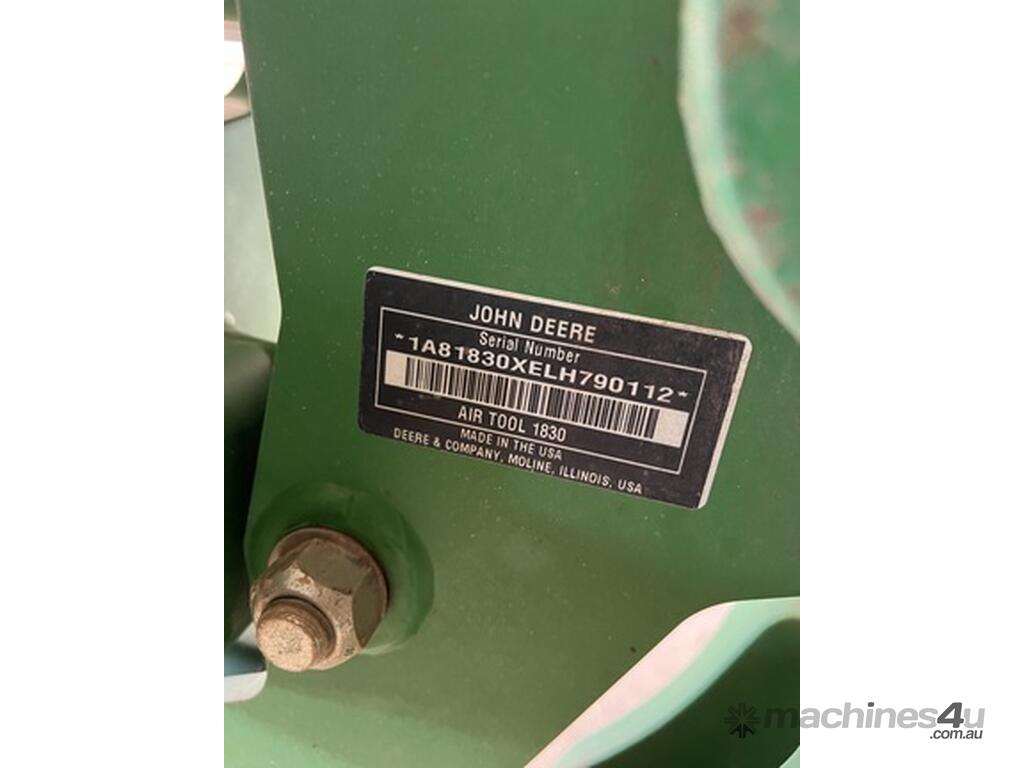 JOHN DEERE
Serial Number
*1A81830XELH790112*
AIR TOOL 1830
MADE IN THE USA
DEERE & COMPANY, MOLINE, ILLINOIS, USA
machines4u
.com.au